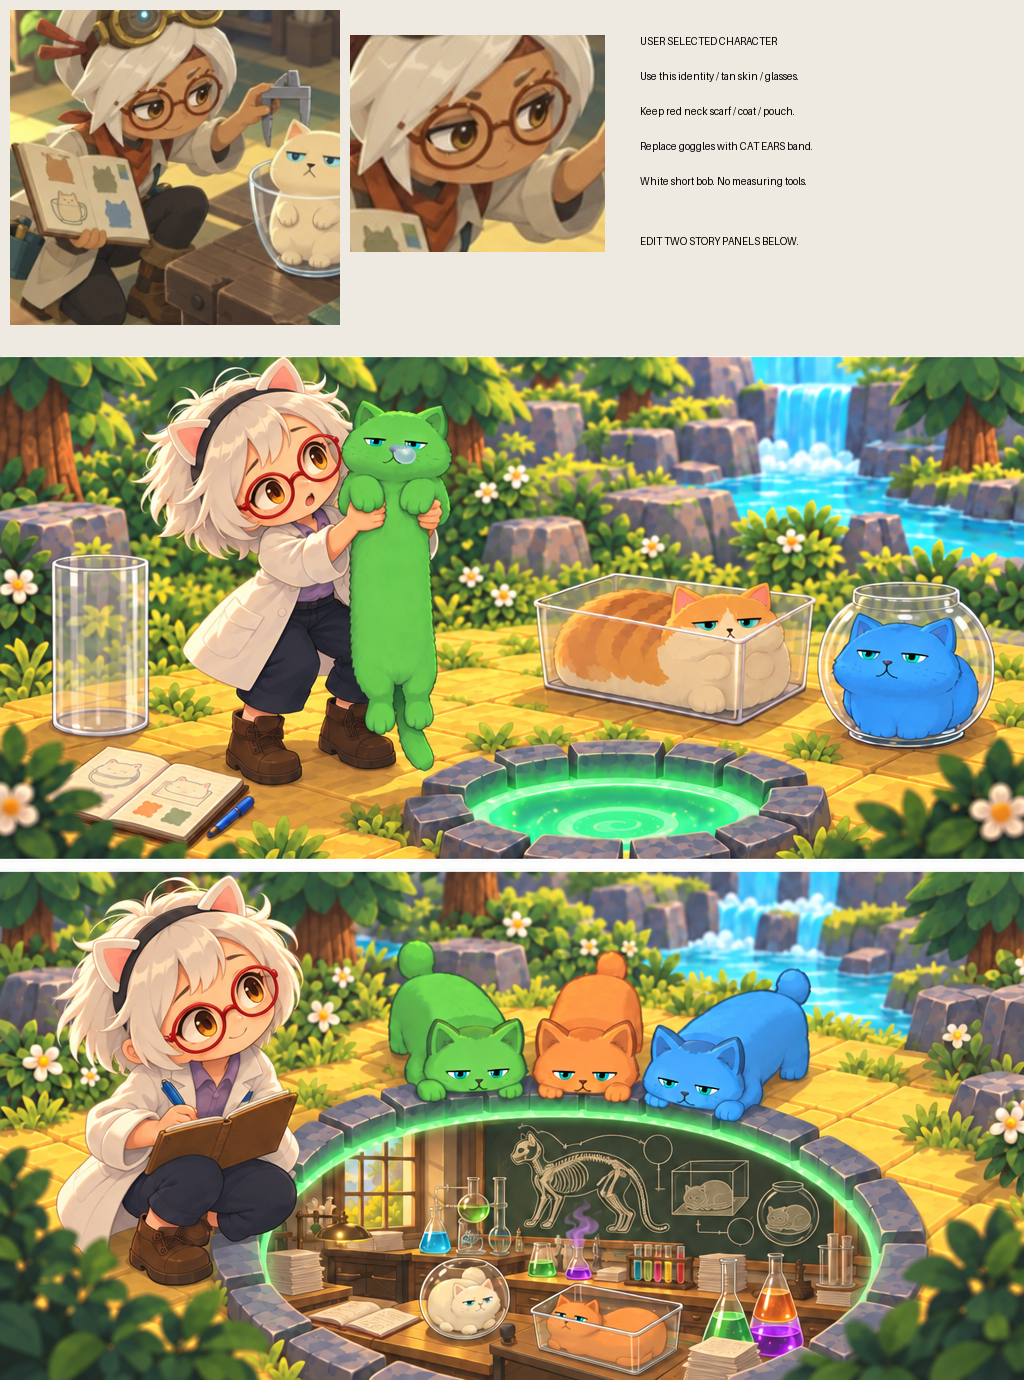 USER SELECTED CHARACTER
Use this identity / tan skin / glasses.
Keep red neck scarf / coat / pouch.
Replace goggles with CAT EARS band.
White short bob. No measuring tools.
EDIT TWO STORY PANELS BELOW.